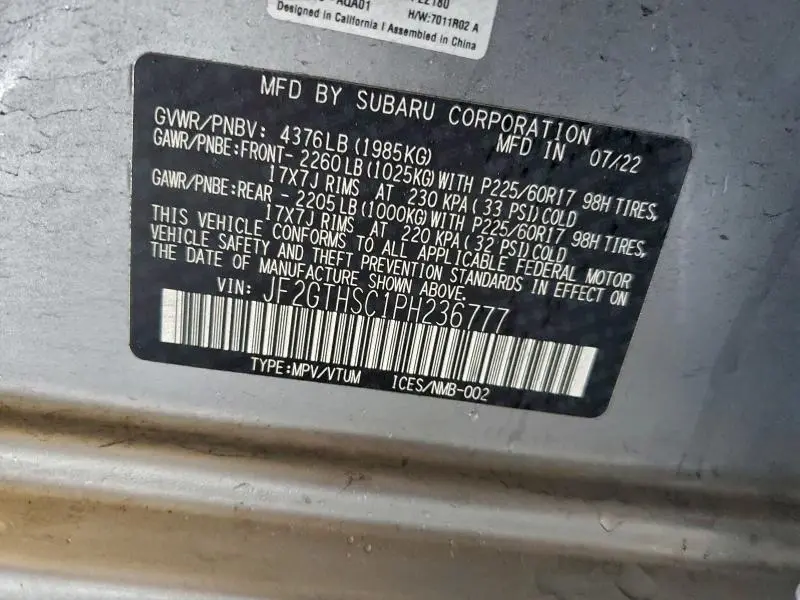 AQA01
22180
H/W:7011R02 A
Designed in California | Assembled in China
MFD BY SUBARU CORPORATION
GVWR/PNBV: 4376LB (1985KG) MFD IN 07/22
GAWR/PNBE:FRONT- 2260LB (1025KG) WITH P225/60R17 98H TIRES,
17X7J RIMS AT 230 KPA (33 PSI) COLD
GAWR/PNBE:REAR - 2205LB (1000KG) WITH P225/60R17 98H TIRES,
17X7J RIMS AT 220 KPA (32 PSI) COLD
THIS VEHICLE CONFORMS TO ALL APPLICABLE FEDERAL MOTOR
VEHICLE SAFETY AND THEFT PREVENTION STANDARDS IN EFFECT ON
THE DATE OF MANUFACTURE SHOWN ABOVE.
VIN: JF2GTHSC1PH236777
TYPE:MPV/VTUM ICES/NMB-002